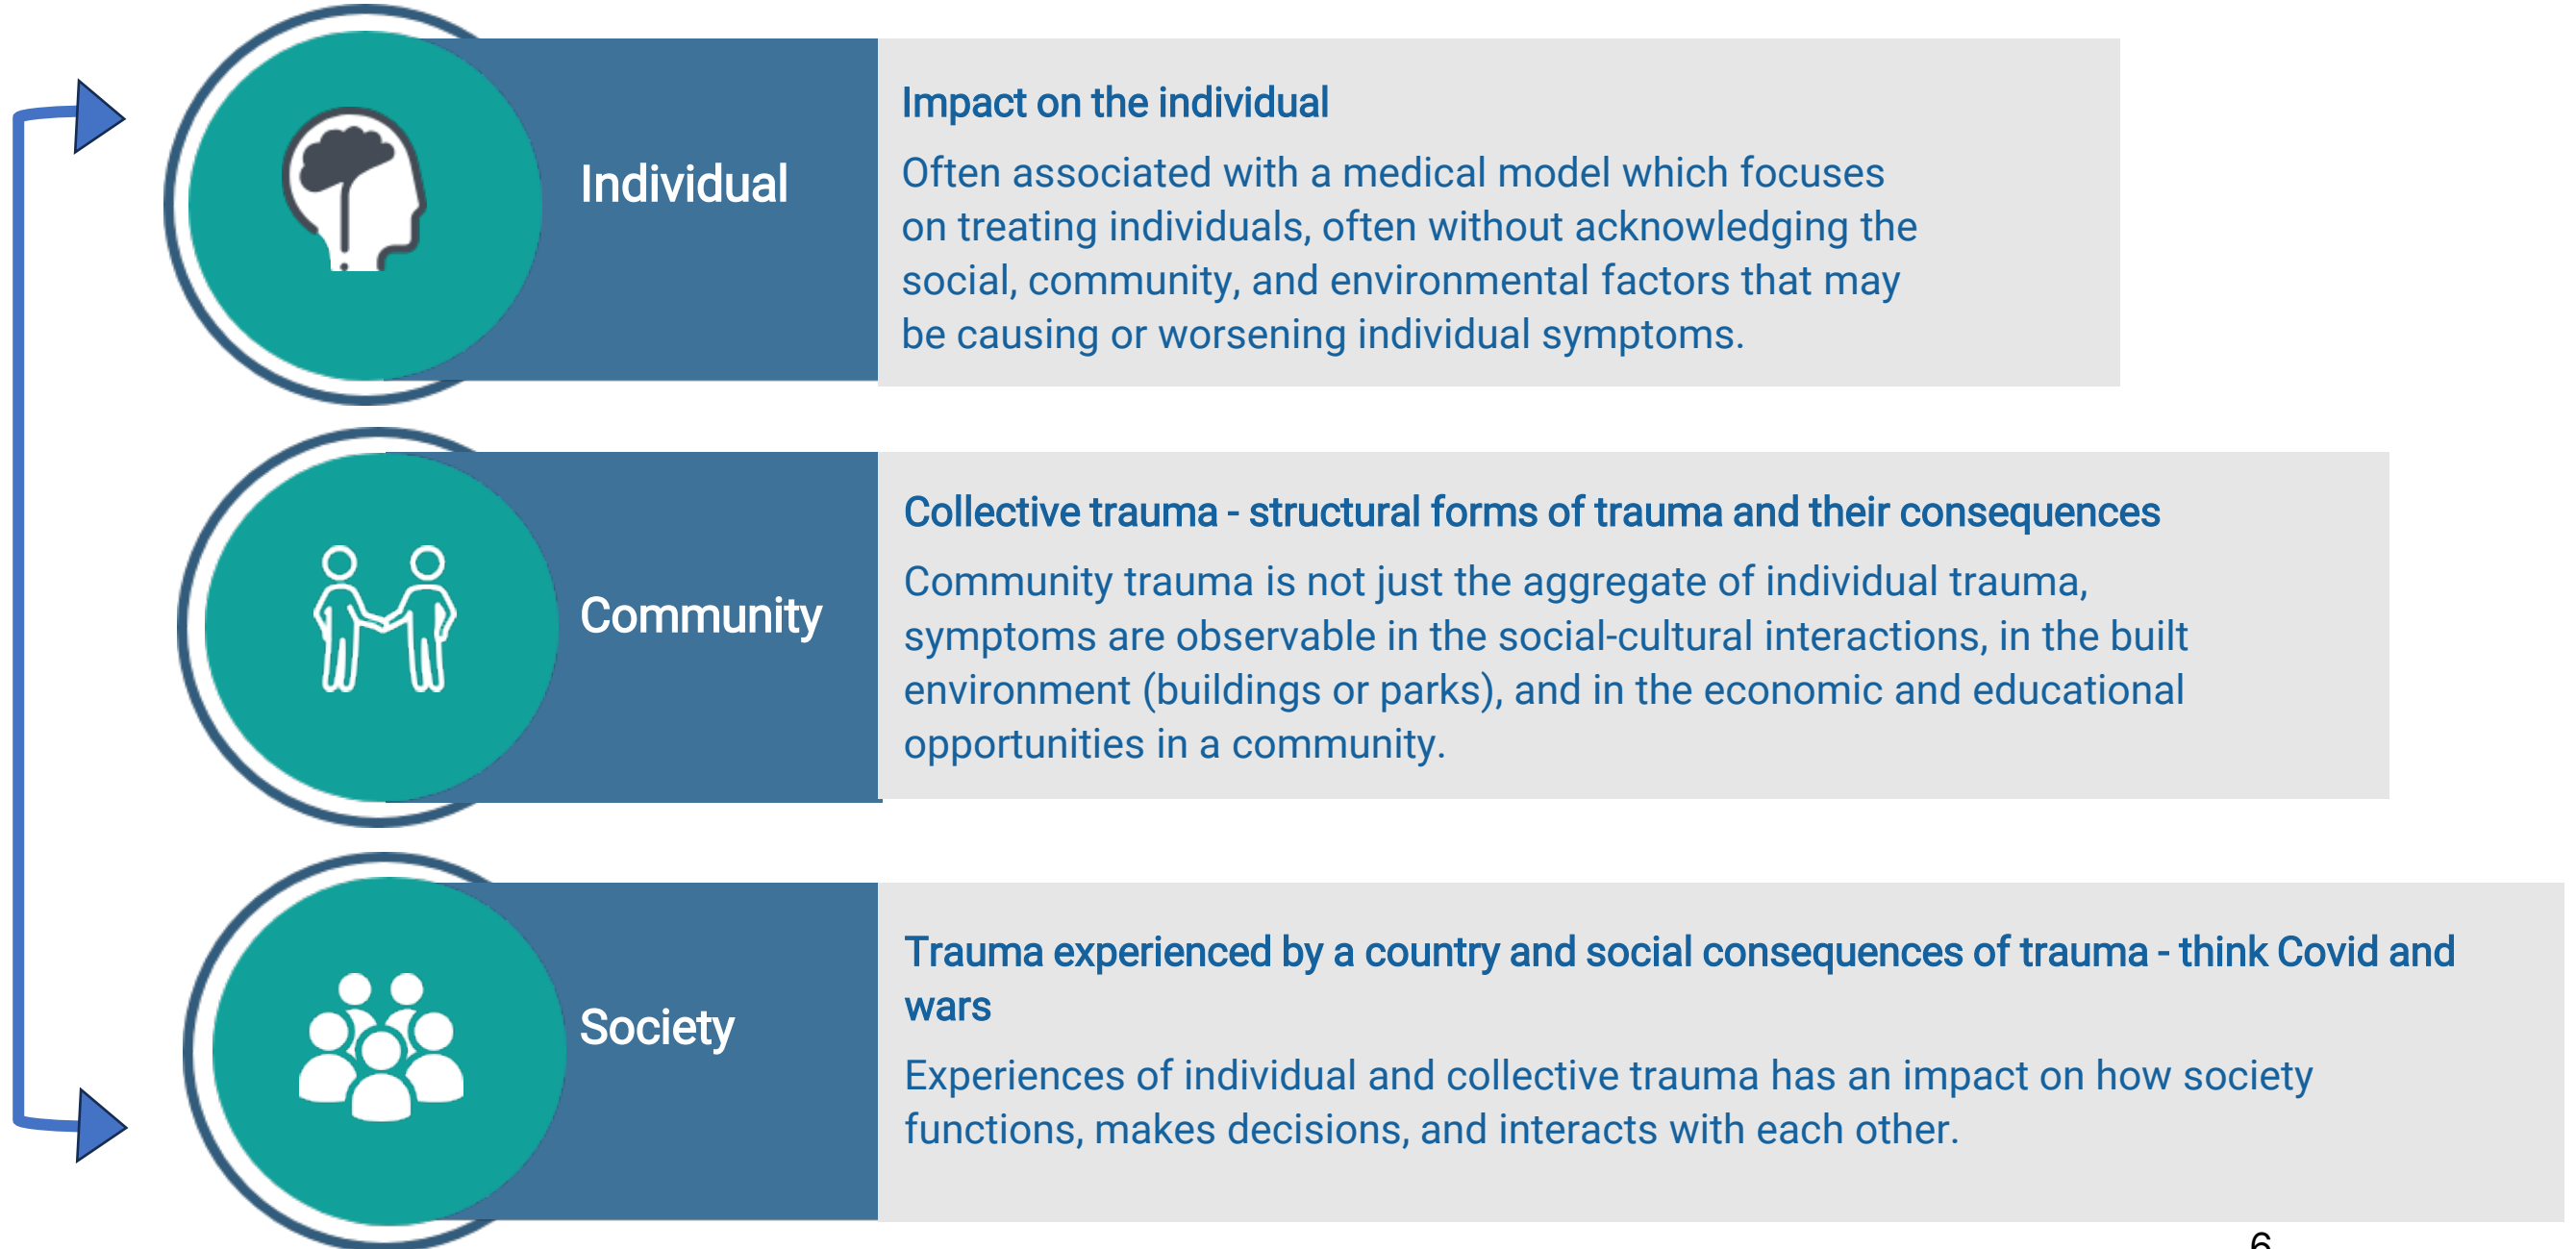 Individual
Impact on the individual
Often associated with a medical model which focuses
on treating individuals, often without acknowledging the
social, community, and environmental factors that may
be causing or worsening individual symptoms.
Community
Collective trauma - structural forms of trauma and their consequences
Community trauma is not just the aggregate of individual trauma,
symptoms are observable in the social-cultural interactions, in the built
environment (buildings or parks), and in the economic and educational
opportunities in a community.
Society
Trauma experienced by a country and social consequences of trauma - think Covid and
wars
Experiences of individual and collective trauma has an impact on how society
functions, makes decisions, and interacts with each other.
6